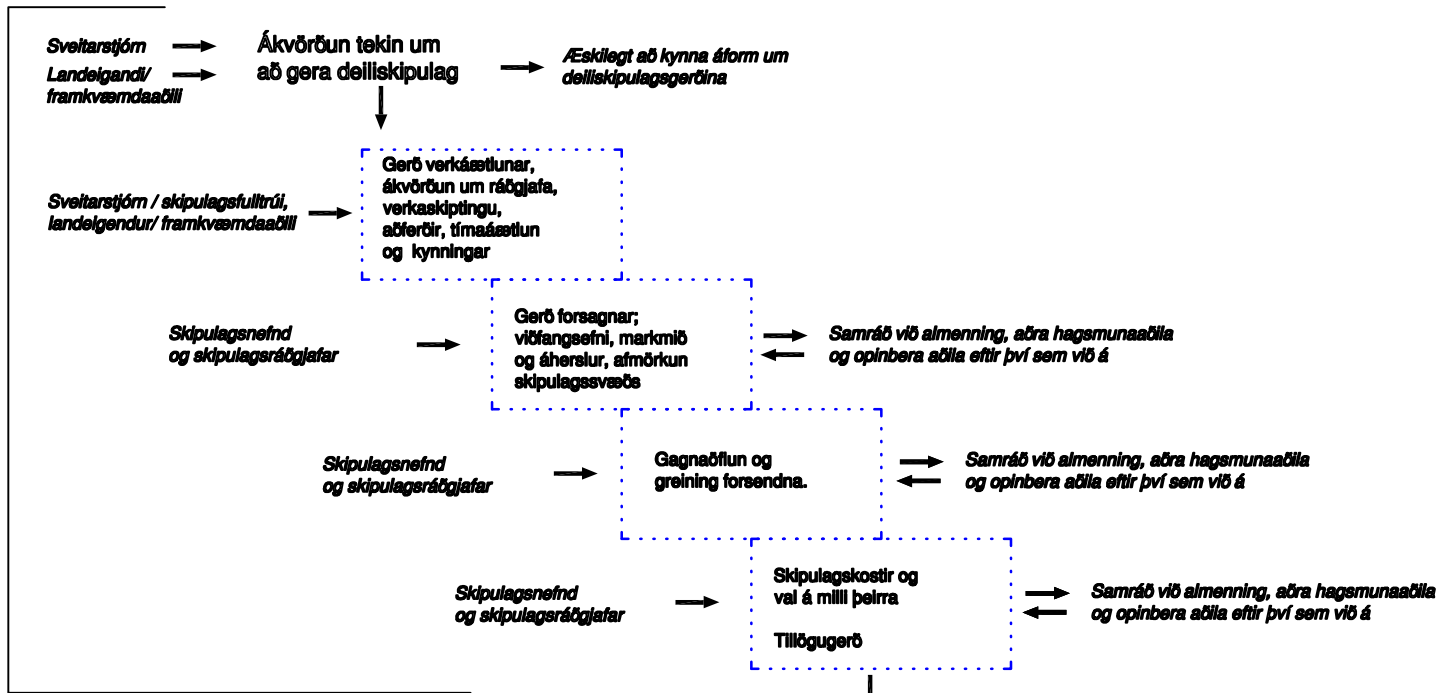 Sveitarstjórn
Landeigandi/
framkvæmdaaðili
Ákvörðun tekin um
að gera deiliskipulag
Æskilegt að kynna áform um
deiliskipulagsgerðina
Sveitarstjórn / skipulagsfulltrúi,
landeigendur/ framkvæmdaaðili
Gerð verkáætlunar,
ákvörðun um ráðgjafa,
verkaskiptingu,
aðferðir, tímaáætlun
og kynningar
Skipulagsnefnd
og skipulagsráðgjafar
Gerð forsagnar;
viðfangsefni, markmið
og áherslur, afmörkun
skipulagssvæðs
Samráð við almenning, aðra hagsmunaaðila
og opinbera aðila eftir því sem við á
Skipulagsnefnd
og skipulagsráðgjafar
Gagnaöflun og
greining forsendna.
Samráð við almenning, aðra hagsmunaaðila
og opinbera aðila eftir því sem við á
Skipulagsnefnd
og skipulagsráðgjafar
Skipulagskostir og
val á milli þeirra
Tillögugerð
Samráð við almenning, aðra hagsmunaaðila
og opinbera aðila eftir því sem við á